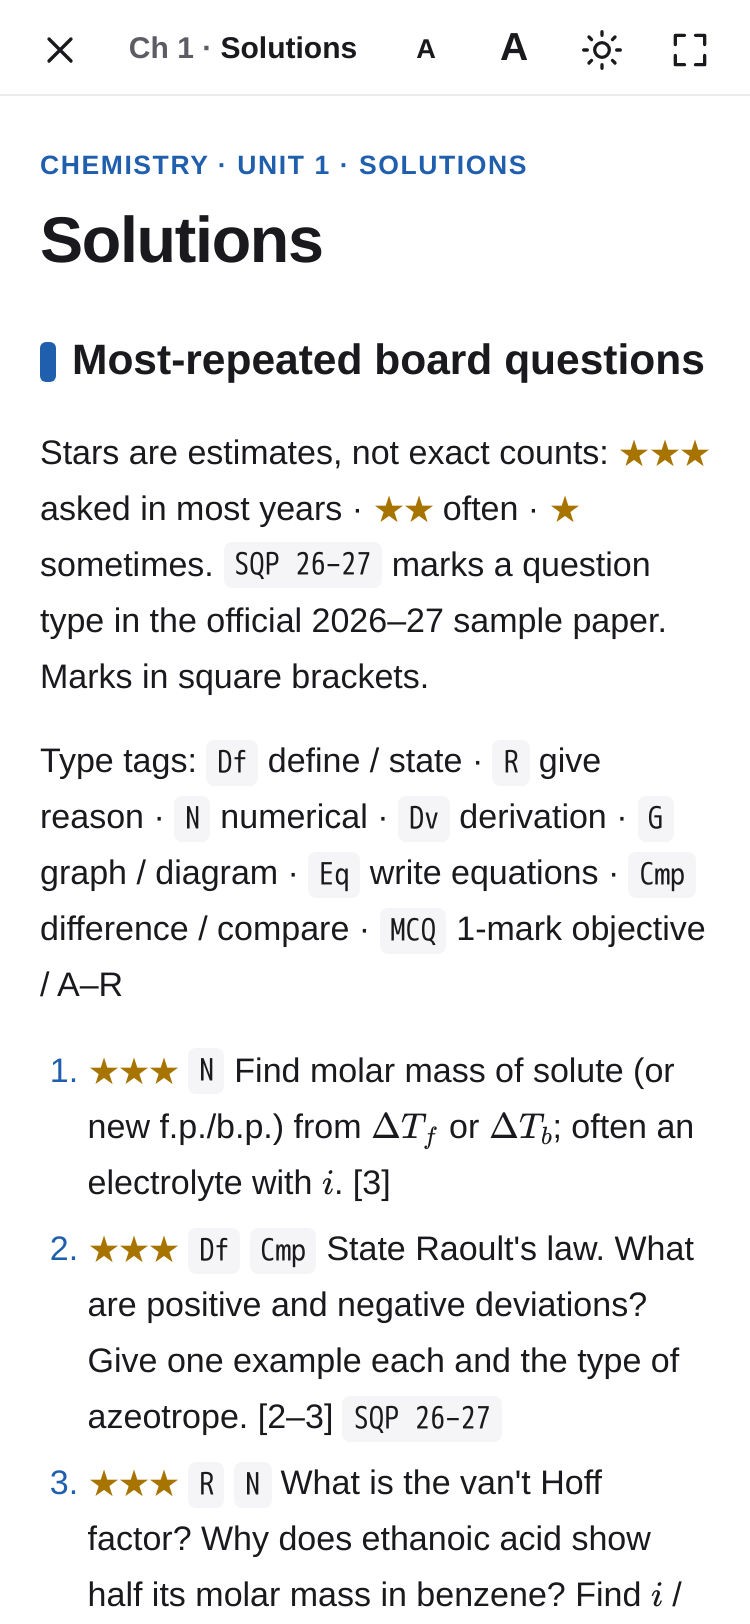 Ch 1 · Solutions A A
CHEMISTRY · UNIT 1 · SOLUTIONS
Solutions
Most-repeated board questions
Stars are estimates, not exact counts: ★★★
asked in most years · ★★ often · ★
sometimes. SQP 26–27 marks a question
type in the official 2026–27 sample paper.
Marks in square brackets.
Type tags: Df define / state · R give
reason · N numerical · Dv derivation · G
graph / diagram · Eq write equations · Cmp
difference / compare · MCQ 1-mark objective
/ A–R
1. ★★★ N Find molar mass of solute (or
new f.p./b.p.) from ΔT_f or ΔT_b; often an
electrolyte with i. [3]
2. ★★★ Df Cmp State Raoult's law. What
are positive and negative deviations?
Give one example each and the type of
azeotrope. [2–3] SQP 26–27
3. ★★★ R N What is the van't Hoff
factor? Why does ethanoic acid show
half its molar mass in benzene? Find i /